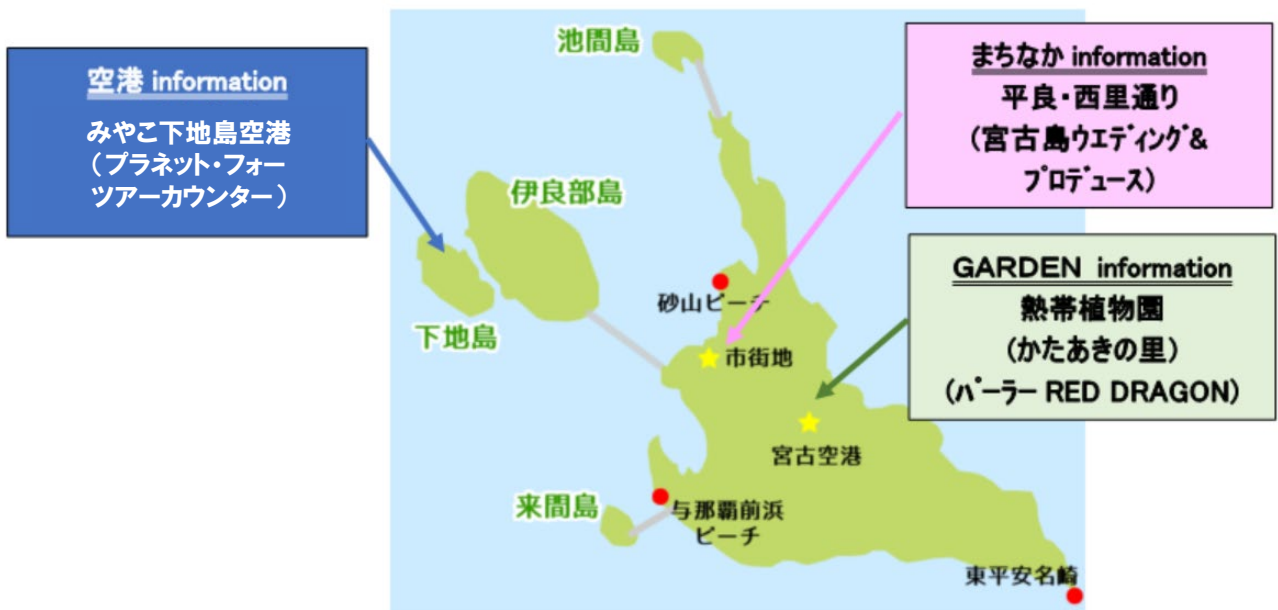 空港 information
みやこ下地島空港
（プラネット・フォー
ツアーカウンター）
まちなか information
平良・西里通り
（宮古島ウエディング＆
プロデュース）
GARDEN information
熱帯植物園
（かたあきの里）
（パーラー RED DRAGON）
池間島
伊良部島
下地島
砂山ビーチ
市街地
宮古空港
来間島
与那覇前浜
ビーチ
東平安名崎